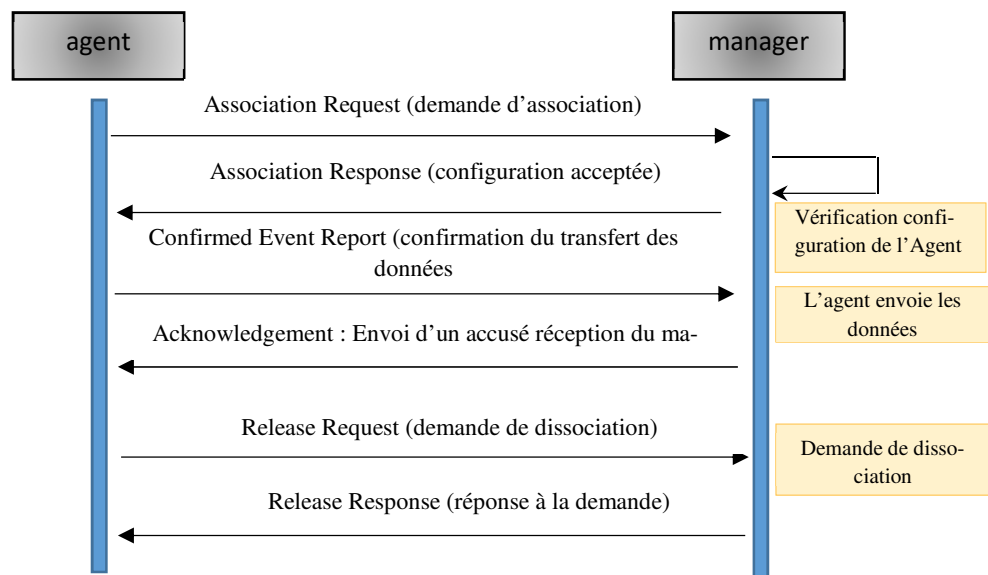 agent
manager
Association Request (demande d’association)
Association Response (configuration acceptée)
Vérification confi-
guration de l’Agent
Confirmed Event Report (confirmation du transfert des
données
L’agent envoie les
données
Acknowledgement : Envoi d’un accusé réception du ma-
Release Request (demande de dissociation)
Demande de disso-
ciation
Release Response (réponse à la demande)